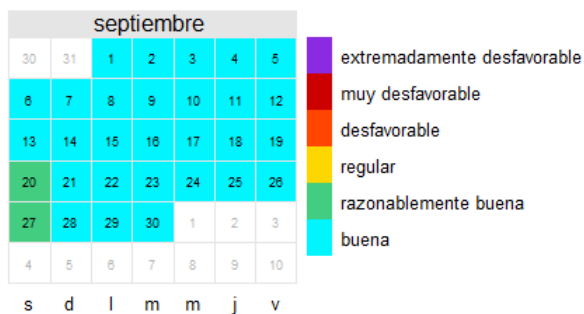 septiembre
30 31 1 2 3 4 5
6 7 8 9 10 11 12
13 14 15 16 17 18 19
20 21 22 23 24 25 26
27 28 29 30 1 2 3
4 5 6 7 8 9 10
s d l m m j v
extremadamente desfavorable
muy desfavorable
desfavorable
regular
razonablemente buena
buena